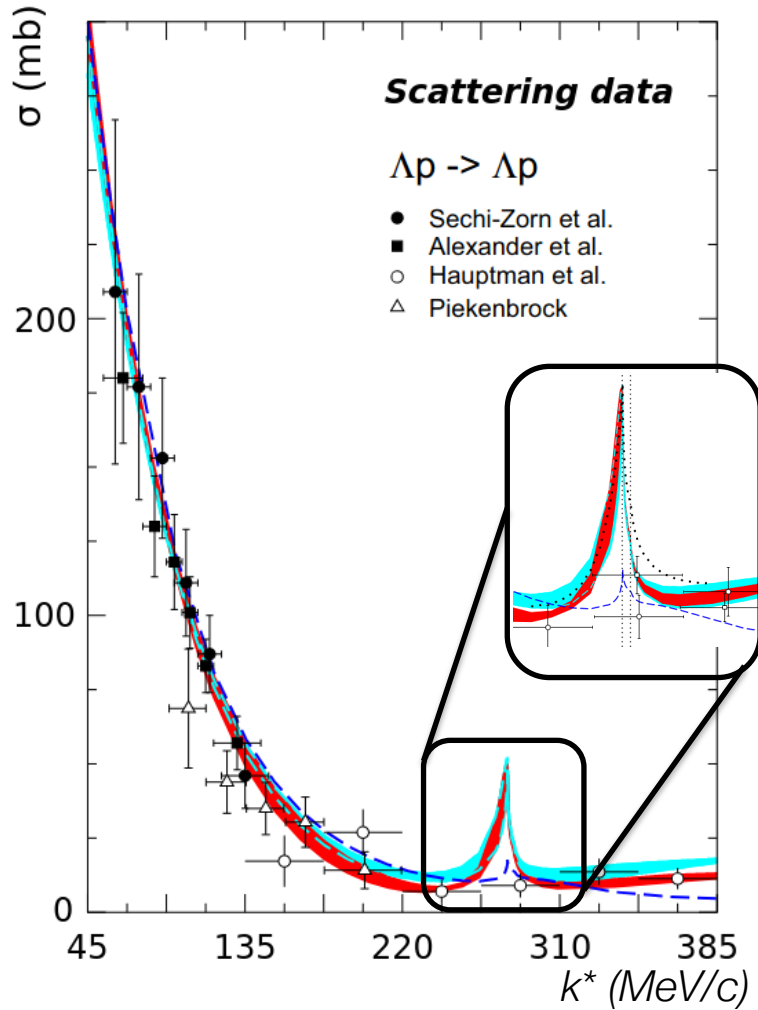 σ (mb)
Scattering data
Λp -> Λp
Sechi-Zorn et al.
Alexander et al.
Hauptman et al.
Piekenbrock
200
100
0
45 135 220 310 385
k* (MeV/c)